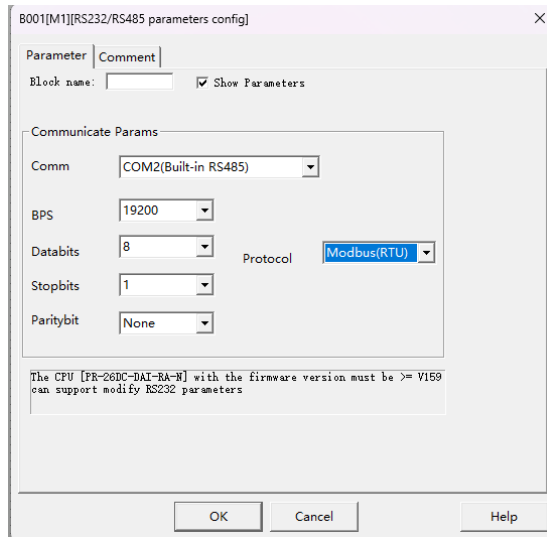 B001[M1][RS232/RS485 parameters config]
Parameter Comment
Block name: Show Parameters
Communicate Params
Comm COM2(Built-in RS485)
BPS 19200
Databits 8 Protocol Modbus(RTU)
Stopbits 1
Paritybit None
The CPU [PR-26DC-DAI-RA-N] with the firmware version must be >= V159
can support modify RS232 parameters
OK Cancel Help